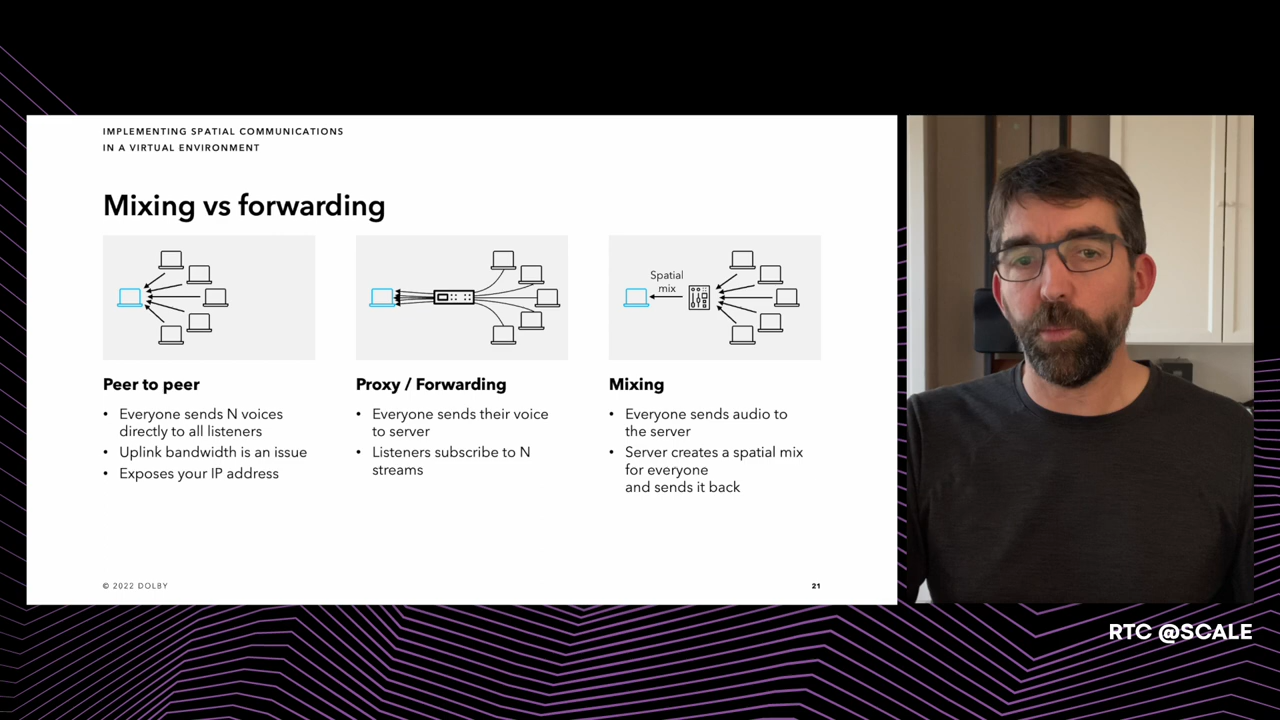 IMPLEMENTING SPATIAL COMMUNICATIONS
IN A VIRTUAL ENVIRONMENT
Mixing vs forwarding
Spatial
mix
Peer to peer
• Everyone sends N voices
directly to all listeners
• Uplink bandwidth is an issue
• Exposes your IP address
Proxy / Forwarding
• Everyone sends their voice
to server
• Listeners subscribe to N
streams
Mixing
• Everyone sends audio to
the server
• Server creates a spatial mix
for everyone
and sends it back
© 2022 DOLBY
21
RTC @SCALE